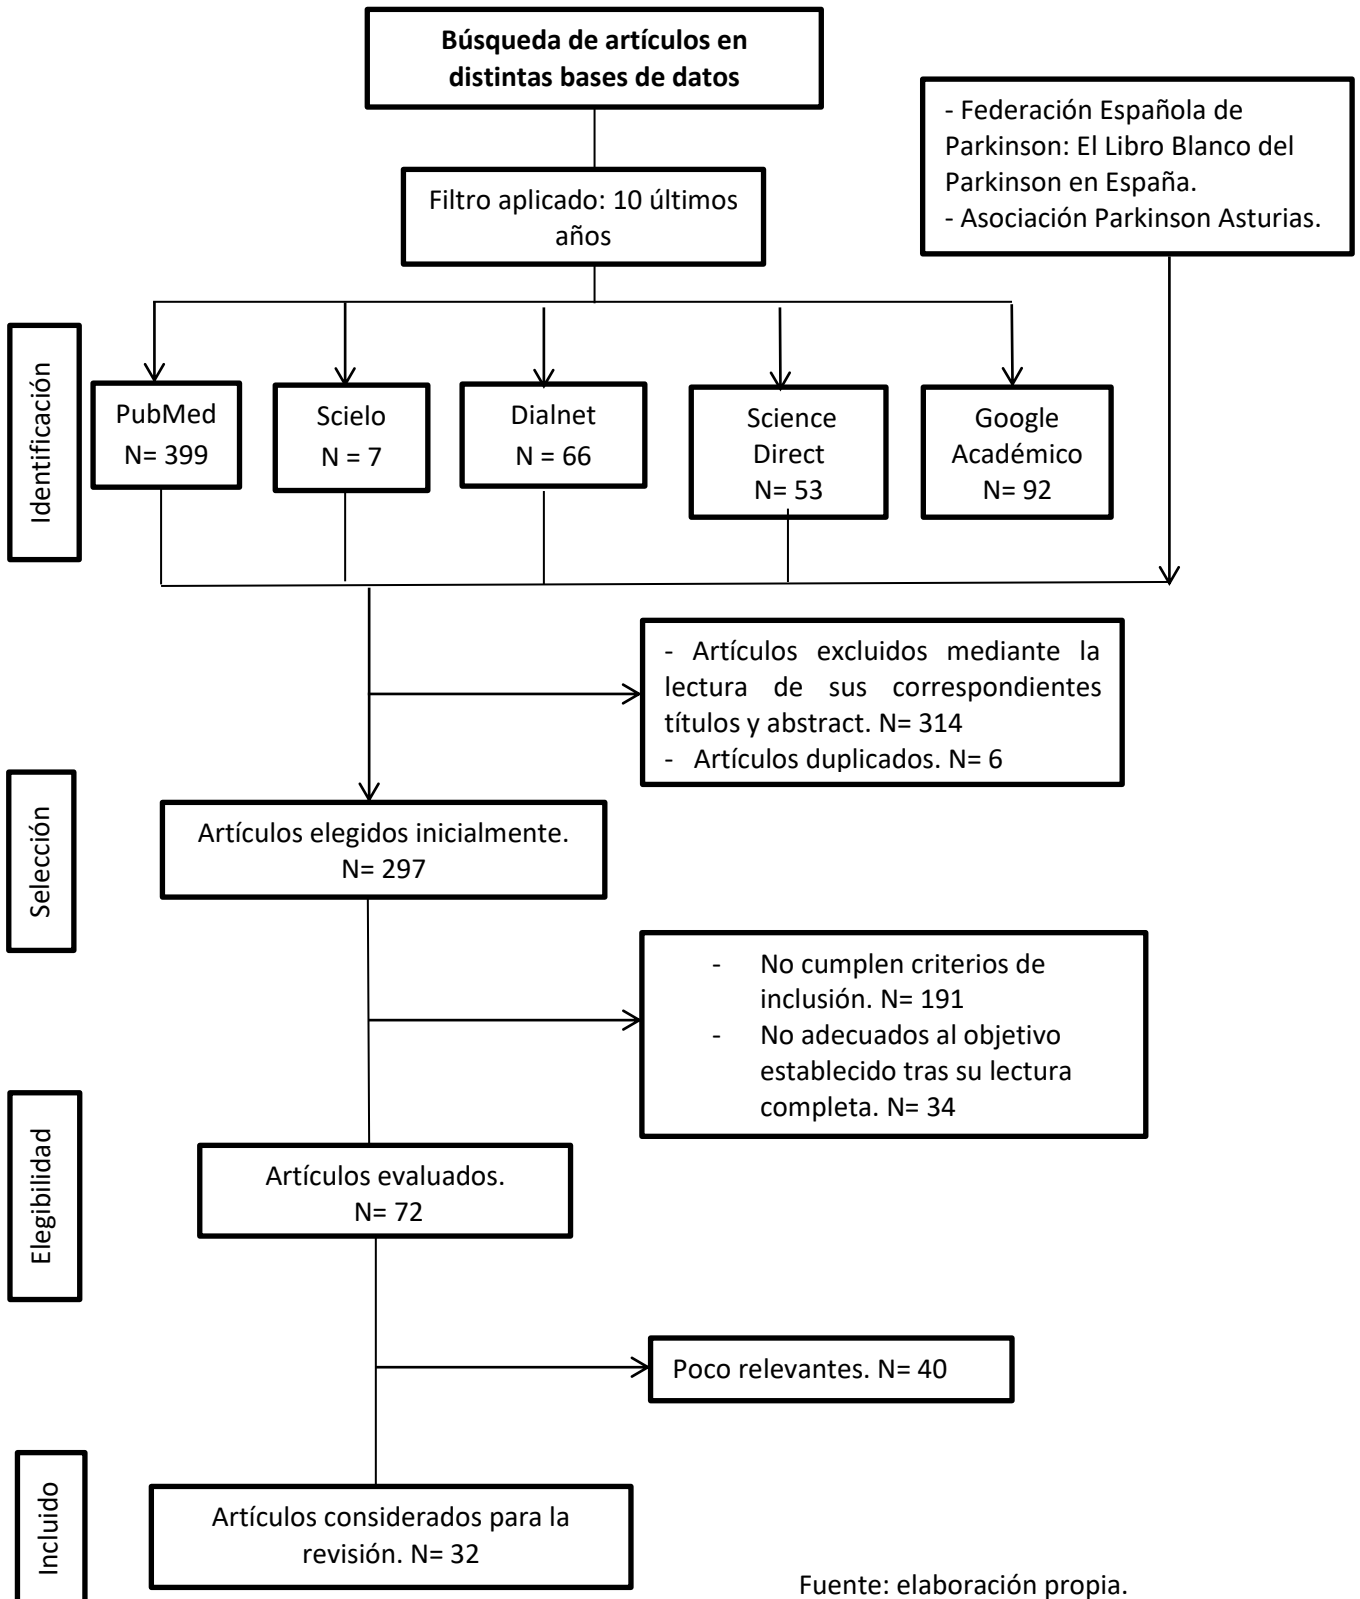 Búsqueda de artículos en
distintas bases de datos
- Federación Española de
Parkinson: El Libro Blanco del
Parkinson en España.
- Asociación Parkinson Asturias.
Filtro aplicado: 10 últimos
años
Identificación
PubMed
N= 399
Scielo
N = 7
Dialnet
N = 66
Science
Direct
N= 53
Google
Académico
N= 92
- Artículos excluidos mediante la
lectura de sus correspondientes
títulos y abstract. N= 314
- Artículos duplicados. N= 6
Selección
Artículos elegidos inicialmente.
N= 297
- No cumplen criterios de
inclusión. N= 191
- No adecuados al objetivo
establecido tras su lectura
completa. N= 34
Elegibilidad
Artículos evaluados.
N= 72
Poco relevantes. N= 40
Incluido
Artículos considerados para la
revisión. N= 32
Fuente: elaboración propia.